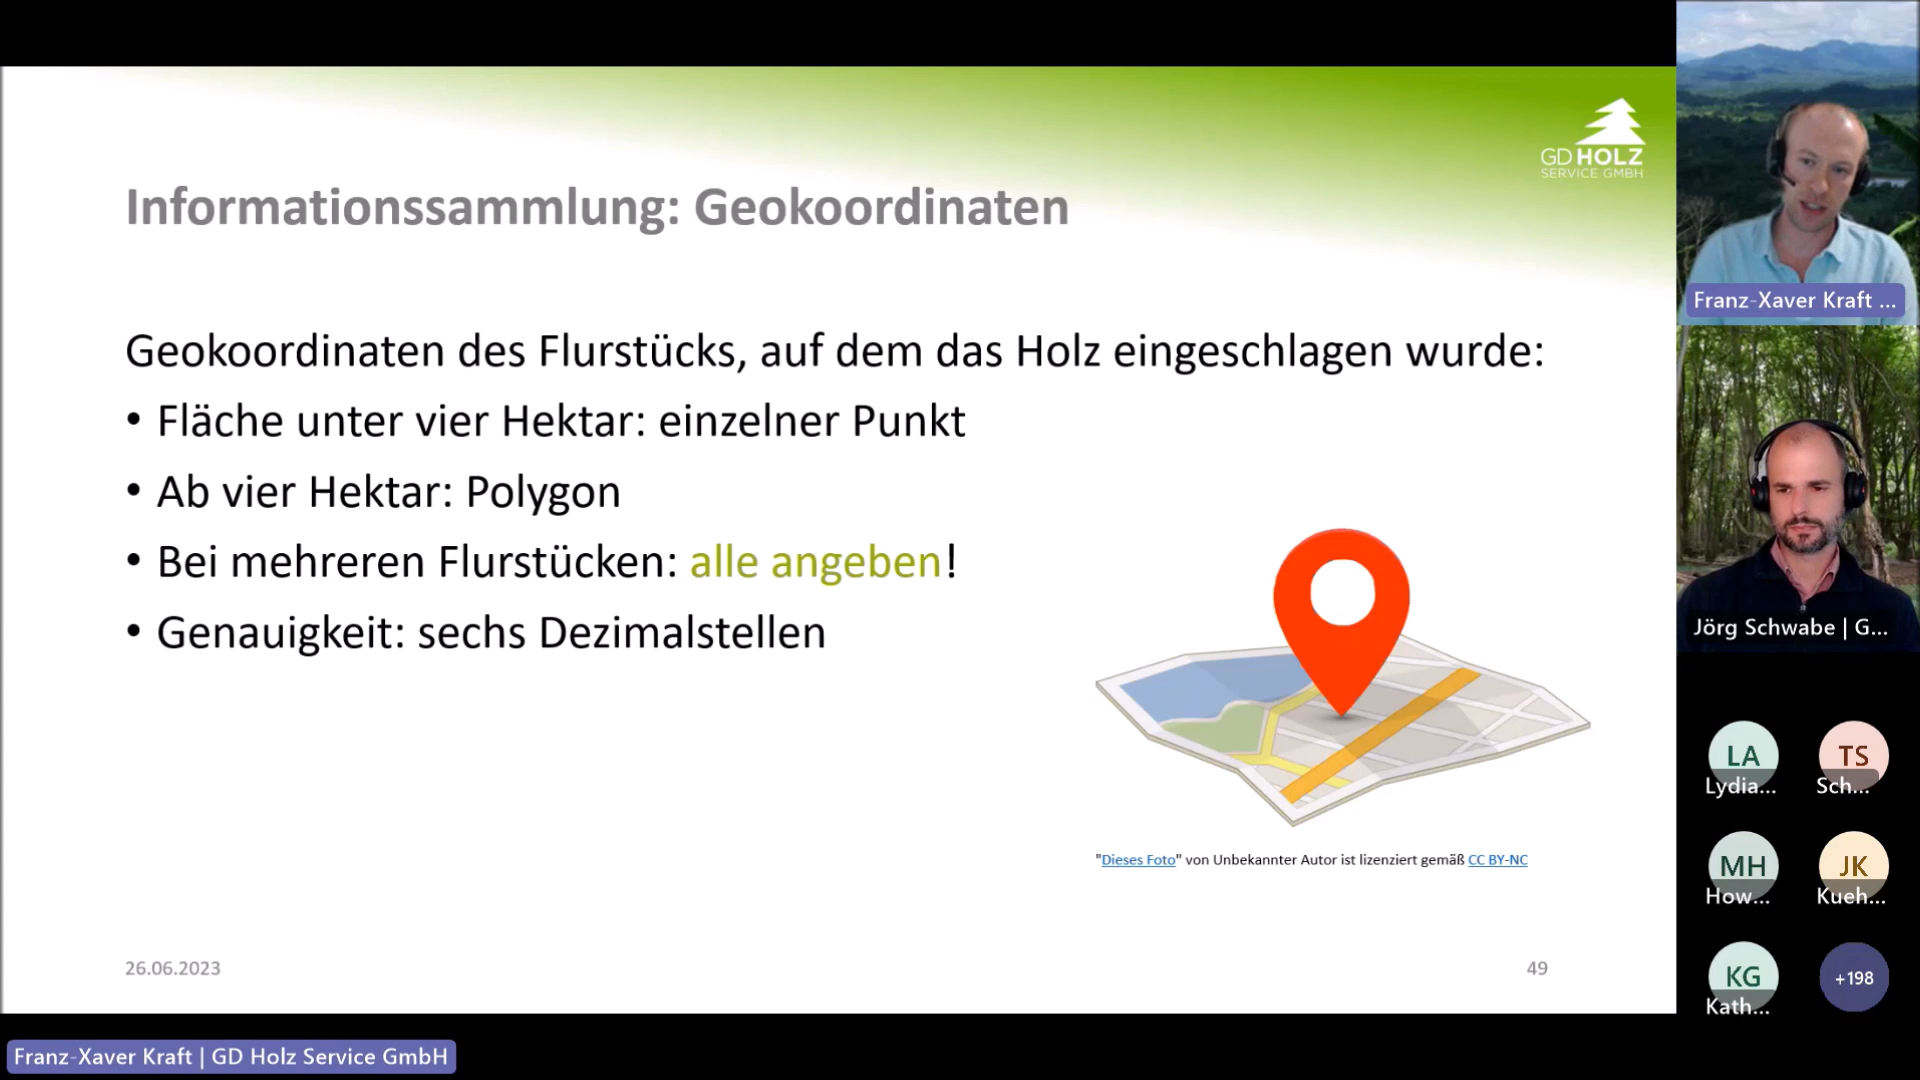 GD HOLZ
SERVICE GMBH
Informationssammlung: Geokoordinaten
Geokoordinaten des Flurstücks, auf dem das Holz eingeschlagen wurde:
• Fläche unter vier Hektar: einzelner Punkt
• Ab vier Hektar: Polygon
• Bei mehreren Flurstücken: alle angeben!
• Genauigkeit: sechs Dezimalstellen
"Dieses Foto" von Unbekannter Autor ist lizenziert gemäß CC BY-NC
26.06.2023
49
Franz-Xaver Kraft ...
Jörg Schwabe | G...
LA
Lydia...
TS
Sch...
MH
How...
JK
Kueh...
KG
Kath...
+198
Franz-Xaver Kraft | GD Holz Service GmbH